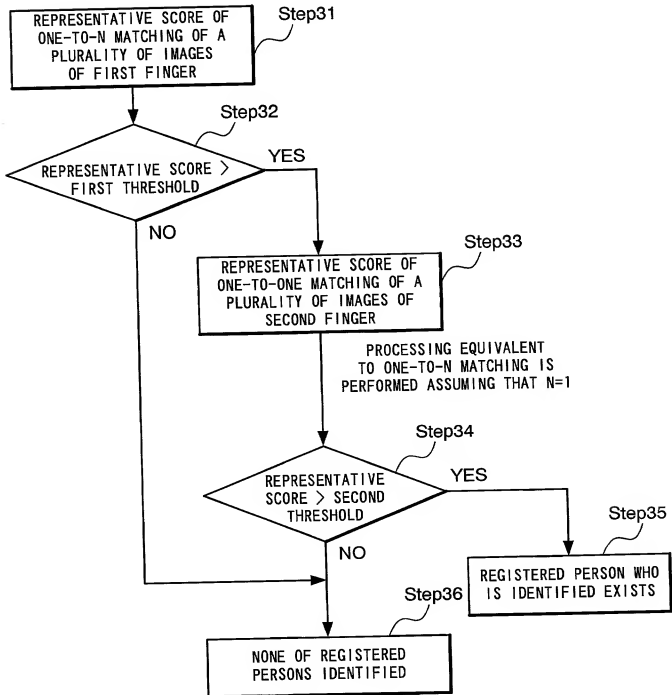 REPRESENTATIVE SCORE OF
ONE-TO-N MATCHING OF A
PLURALITY OF IMAGES
OF FIRST FINGER
Step31
Step32
REPRESENTATIVE SCORE >
FIRST THRESHOLD
YES
NO
Step33
REPRESENTATIVE SCORE OF
ONE-TO-ONE MATCHING OF A
PLURALITY OF IMAGES OF
SECOND FINGER
PROCESSING EQUIVALENT
TO ONE-TO-N MATCHING IS
PERFORMED ASSUMING THAT N=1
Step34
REPRESENTATIVE
SCORE > SECOND
THRESHOLD
YES
NO
Step35
REGISTERED PERSON WHO
IS IDENTIFIED EXISTS
Step36
NONE OF REGISTERED
PERSONS IDENTIFIED